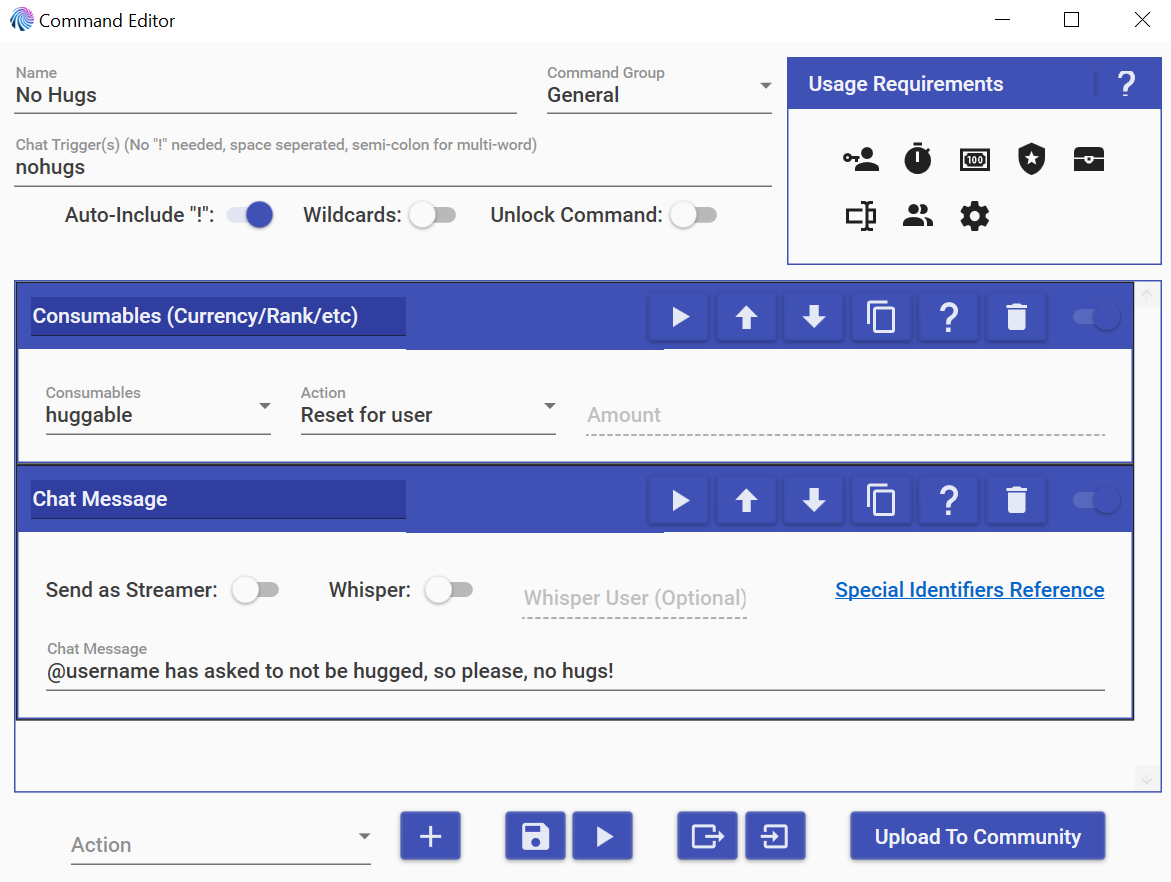 Command Editor
Name
No Hugs
Command Group
General
Usage Requirements
?
Chat Trigger(s) (No "!" needed, space seperated, semi-colon for multi-word)
nohugs
100
Auto-Include "!":
Wildcards:
Unlock Command:
Consumables (Currency/Rank/etc)
?
Consumables
huggable
Action
Reset for user
Amount
Chat Message
?
Send as Streamer:
Whisper:
Whisper User (Optional)
Special Identifiers Reference
Chat Message
@username has asked to not be hugged, so please, no hugs!
Action
Upload To Community